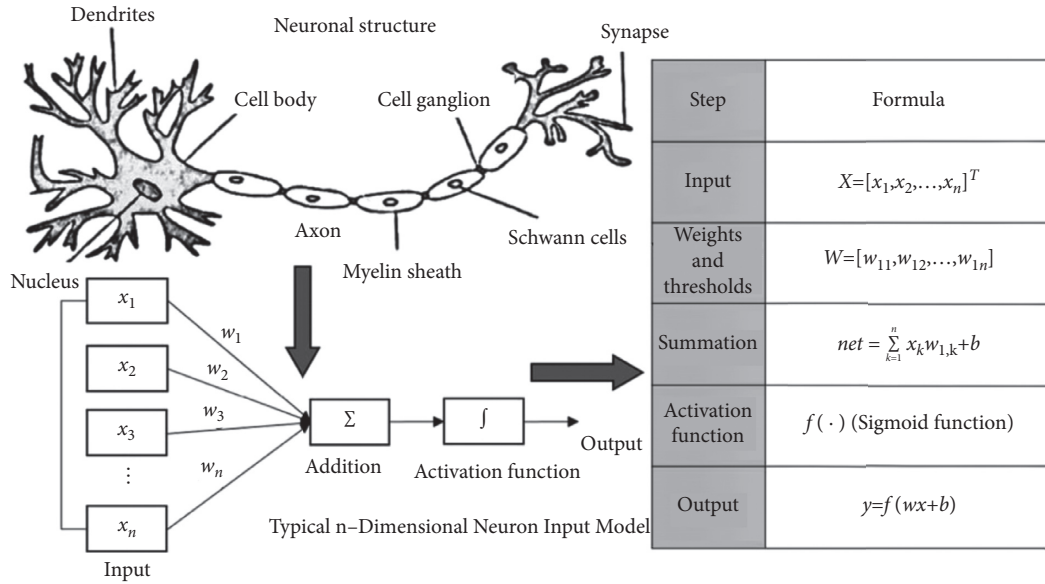 Dendrites
Neuronal structure
Synapse
Cell body
Cell ganglion
Axon
Schwann cells
Myelin sheath
Nucleus
x₁
x₂
x₃
⋮
xₙ
Input
w₁
w₂
w₃
wₙ
Σ
Addition
∫
Activation function
Output
Typical n–Dimensional Neuron Input Model
Step
Formula
Input
X=[x₁,x₂,...,xₙ]ᵀ
Weights
and
thresholds
W=[w₁₁,w₁₂,...,w₁ₙ]
Summation
net = ∑ₖ₌₁ⁿ xₖw₁,ₖ+b
Activation
function
f(·) (Sigmoid function)
Output
y=f(wx+b)